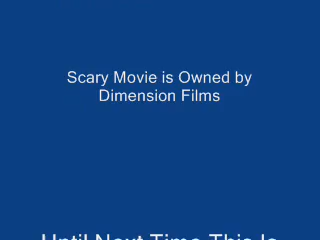 Scary Movie is Owned by
Dimension Films
Until Next Time This Is